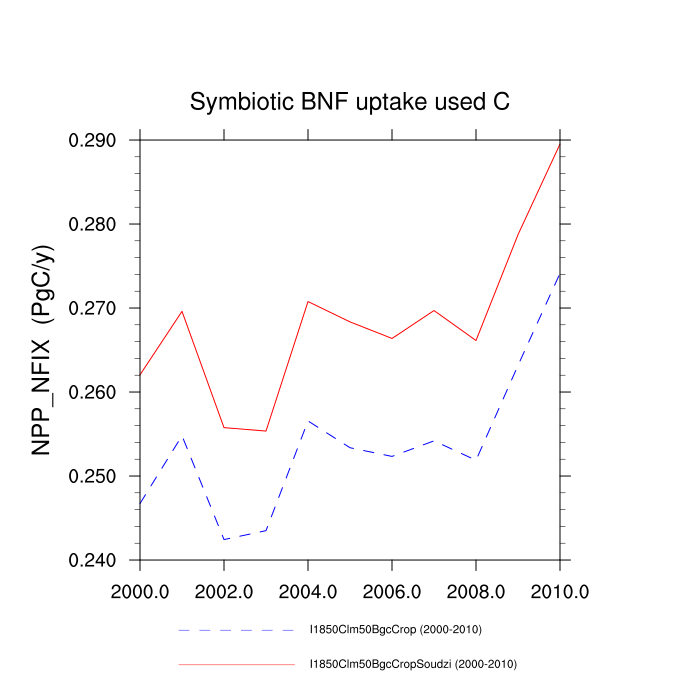 Symbiotic BNF uptake used C
0.290
0.280
0.270
0.260
0.250
0.240
NPP_NFIX (PgC/y)
2000.0 2002.0 2004.0 2006.0 2008.0 2010.0
I1850Clm50BgcCrop (2000-2010)
I1850Clm50BgcCropSoudzi (2000-2010)